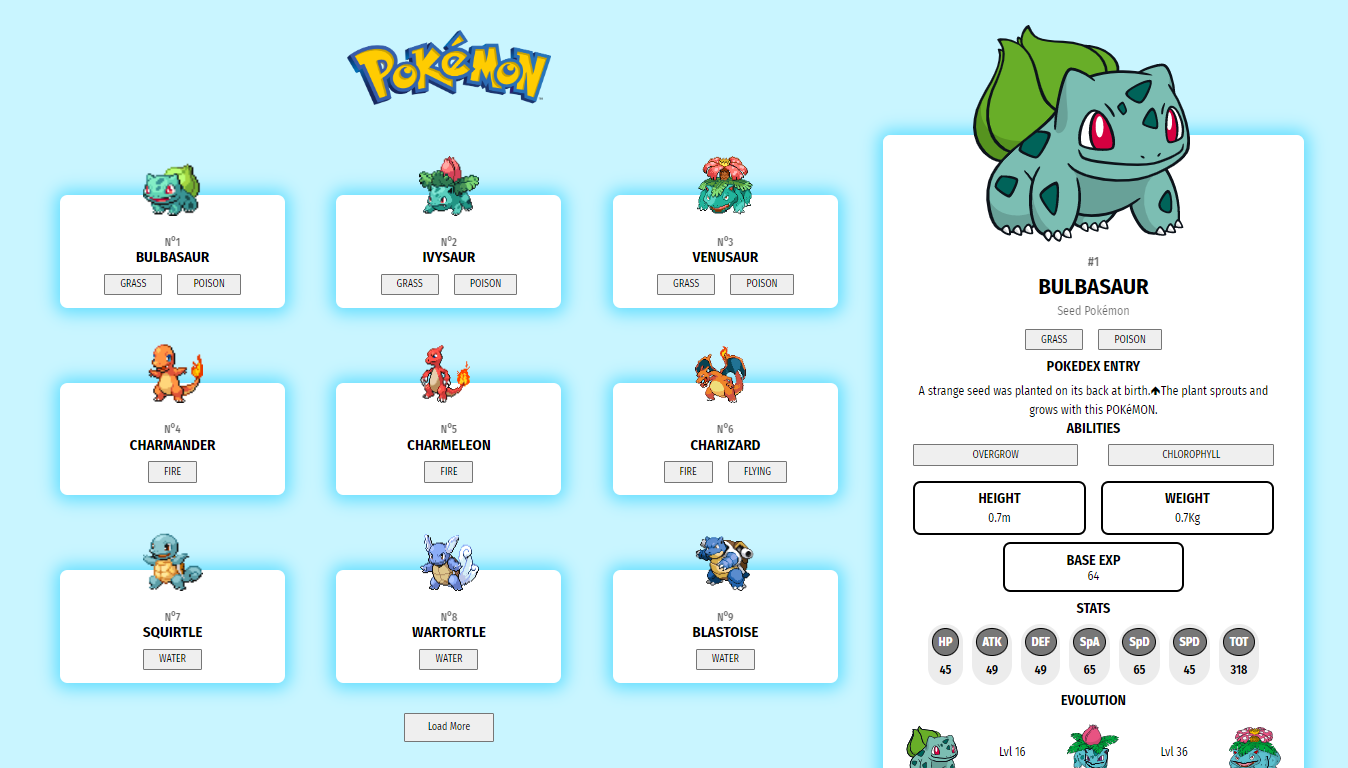 POKéMON
Nº1
BULBASAUR
GRASS POISON
Nº2
IVYSAUR
GRASS POISON
Nº3
VENUSAUR
GRASS POISON
Nº4
CHARMANDER
FIRE
Nº5
CHARMELEON
FIRE
Nº6
CHARIZARD
FIRE FLYING
Nº7
SQUIRTLE
WATER
Nº8
WARTORTLE
WATER
Nº9
BLASTOISE
WATER
Load More
#1
BULBASAUR
Seed Pokémon
GRASS POISON
POKEDEX ENTRY
A strange seed was planted on its back at birth.🡅The plant sprouts and
grows with this POKéMON.
ABILITIES
OVERGROW CHLOROPHYLL
HEIGHT
0.7m
WEIGHT
0.7Kg
BASE EXP
64
STATS
HP ATK DEF SpA SpD SPD TOT
45 49 49 65 65 45 318
EVOLUTION
Lvl 16 Lvl 36